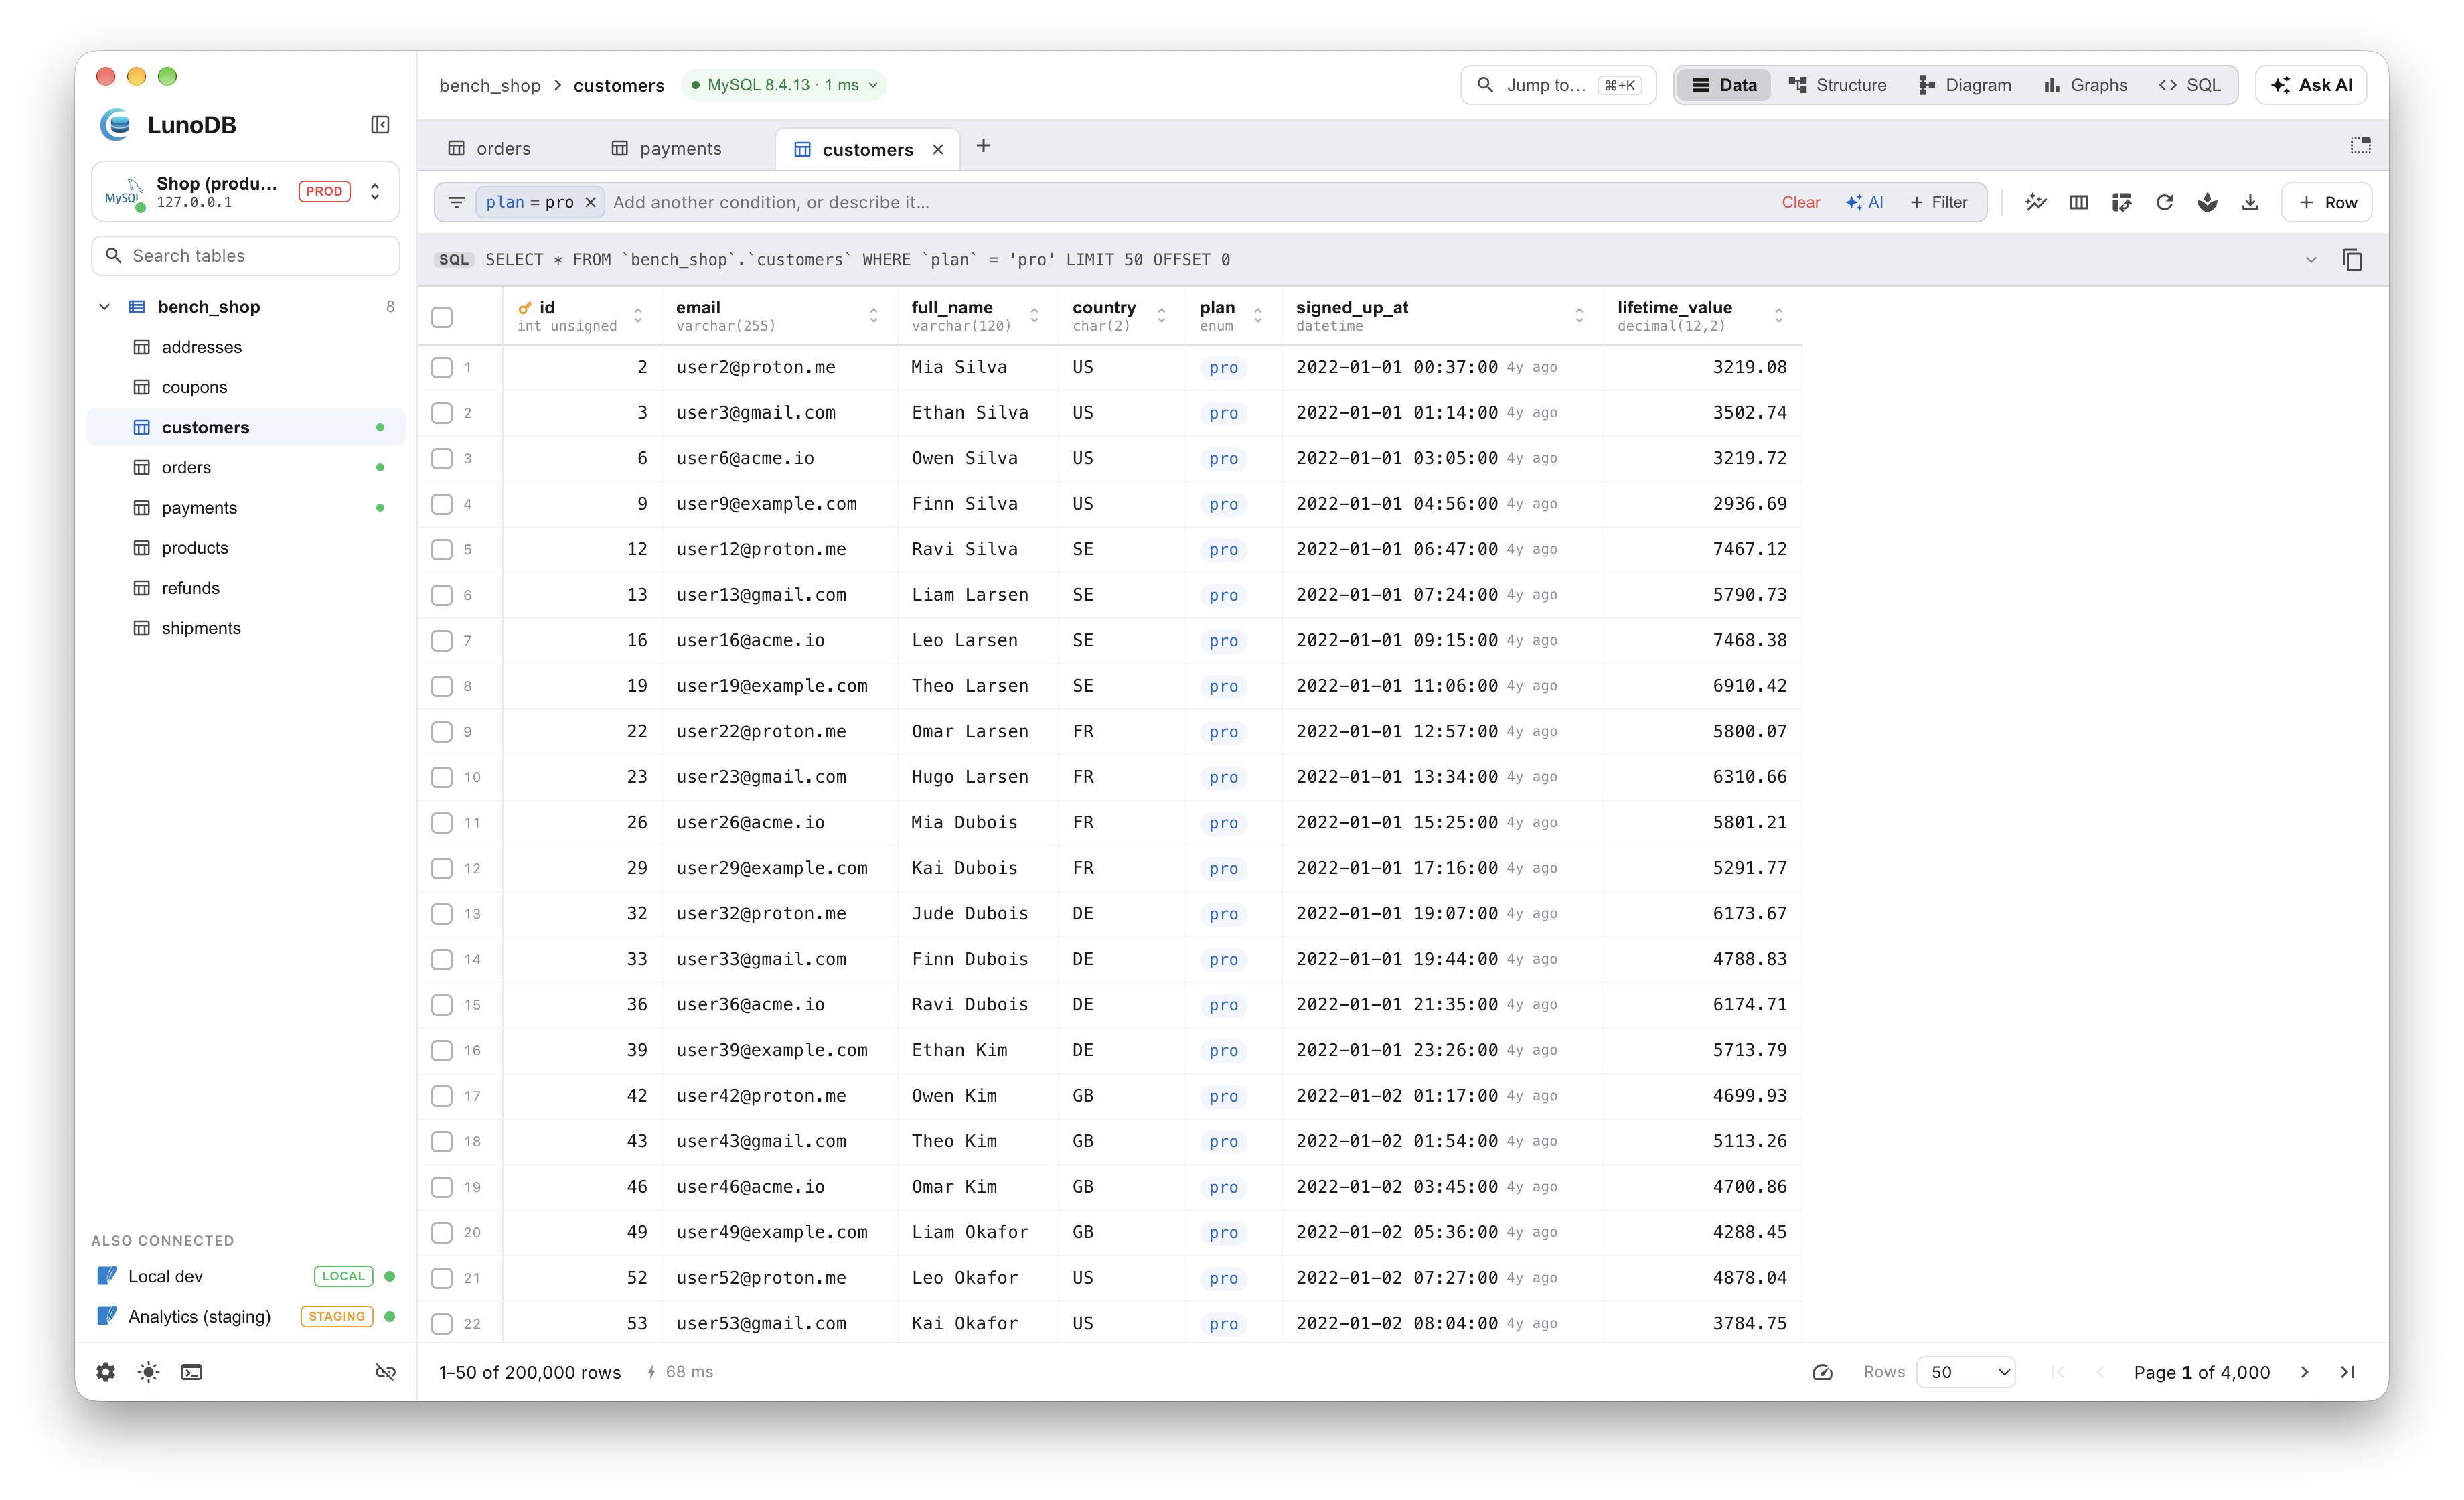 bench_shop > customers MySQL 8.4.13 · 1 ms Jump to... ⌘+K Data Structure Diagram Graphs <> SQL Ask AI
LunoDB
orders payments customers × +
MySQL Shop (produ... PROD
127.0.0.1
plan = pro × Add another condition, or describe it... Clear AI + Filter + Row
Search tables
SQL SELECT * FROM `bench_shop`.`customers` WHERE `plan` = 'pro' LIMIT 50 OFFSET 0
bench_shop 8
addresses
coupons
customers
orders
payments
products
refunds
shipments
id email full_name country plan signed_up_at lifetime_value
int unsigned varchar(255) varchar(120) char(2) enum datetime decimal(12,2)
1 2 user2@proton.me Mia Silva US pro 2022-01-01 00:37:00 4y ago 3219.08
2 3 user3@gmail.com Ethan Silva US pro 2022-01-01 01:14:00 4y ago 3502.74
3 6 user6@acme.io Owen Silva US pro 2022-01-01 03:05:00 4y ago 3219.72
4 9 user9@example.com Finn Silva US pro 2022-01-01 04:56:00 4y ago 2936.69
5 12 user12@proton.me Ravi Silva SE pro 2022-01-01 06:47:00 4y ago 7467.12
6 13 user13@gmail.com Liam Larsen SE pro 2022-01-01 07:24:00 4y ago 5790.73
7 16 user16@acme.io Leo Larsen SE pro 2022-01-01 09:15:00 4y ago 7468.38
8 19 user19@example.com Theo Larsen SE pro 2022-01-01 11:06:00 4y ago 6910.42
9 22 user22@proton.me Omar Larsen FR pro 2022-01-01 12:57:00 4y ago 5800.07
10 23 user23@gmail.com Hugo Larsen FR pro 2022-01-01 13:34:00 4y ago 6310.66
11 26 user26@acme.io Mia Dubois FR pro 2022-01-01 15:25:00 4y ago 5801.21
12 29 user29@example.com Kai Dubois FR pro 2022-01-01 17:16:00 4y ago 5291.77
13 32 user32@proton.me Jude Dubois DE pro 2022-01-01 19:07:00 4y ago 6173.67
14 33 user33@gmail.com Finn Dubois DE pro 2022-01-01 19:44:00 4y ago 4788.83
15 36 user36@acme.io Ravi Dubois DE pro 2022-01-01 21:35:00 4y ago 6174.71
16 39 user39@example.com Ethan Kim DE pro 2022-01-01 23:26:00 4y ago 5713.79
17 42 user42@proton.me Owen Kim GB pro 2022-01-02 01:17:00 4y ago 4699.93
18 43 user43@gmail.com Theo Kim GB pro 2022-01-02 01:54:00 4y ago 5113.26
19 46 user46@acme.io Omar Kim GB pro 2022-01-02 03:45:00 4y ago 4700.86
20 49 user49@example.com Liam Okafor GB pro 2022-01-02 05:36:00 4y ago 4288.45
21 52 user52@proton.me Leo Okafor US pro 2022-01-02 07:27:00 4y ago 4878.04
22 53 user53@gmail.com Kai Okafor US pro 2022-01-02 08:04:00 4y ago 3784.75
ALSO CONNECTED
Local dev LOCAL
Analytics (staging) STAGING
1–50 of 200,000 rows 68 ms Rows 50 Page 1 of 4,000